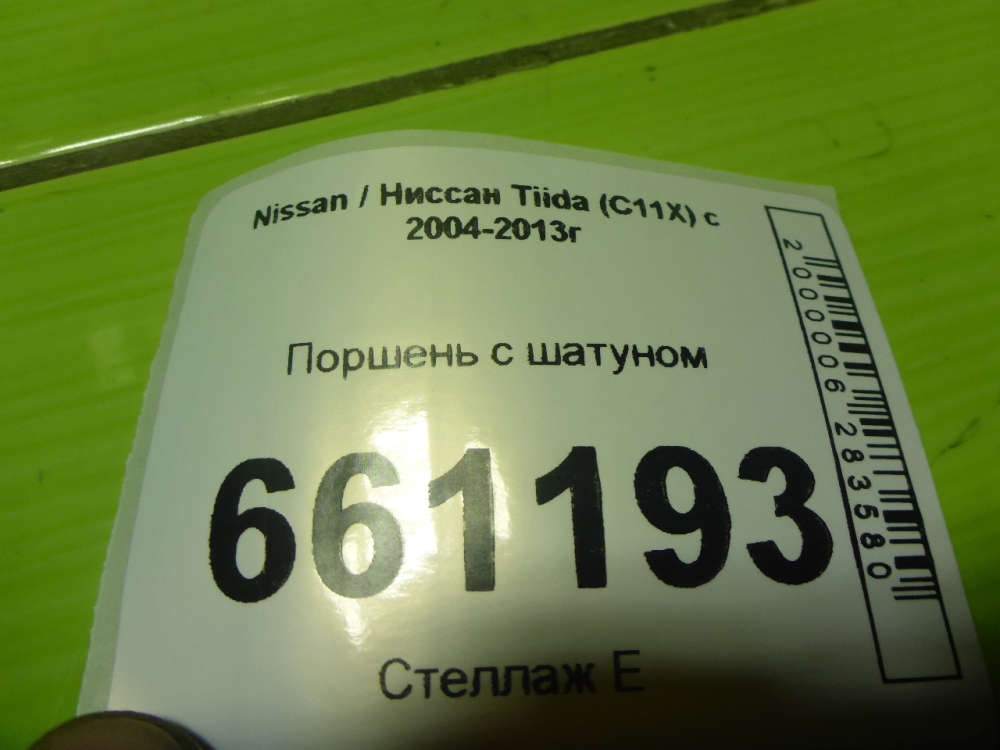 Nissan / Ниссан Tiida (C11X) с
2004-2013г
Поршень с шатуном
661193
Стеллаж Е
2000006283580